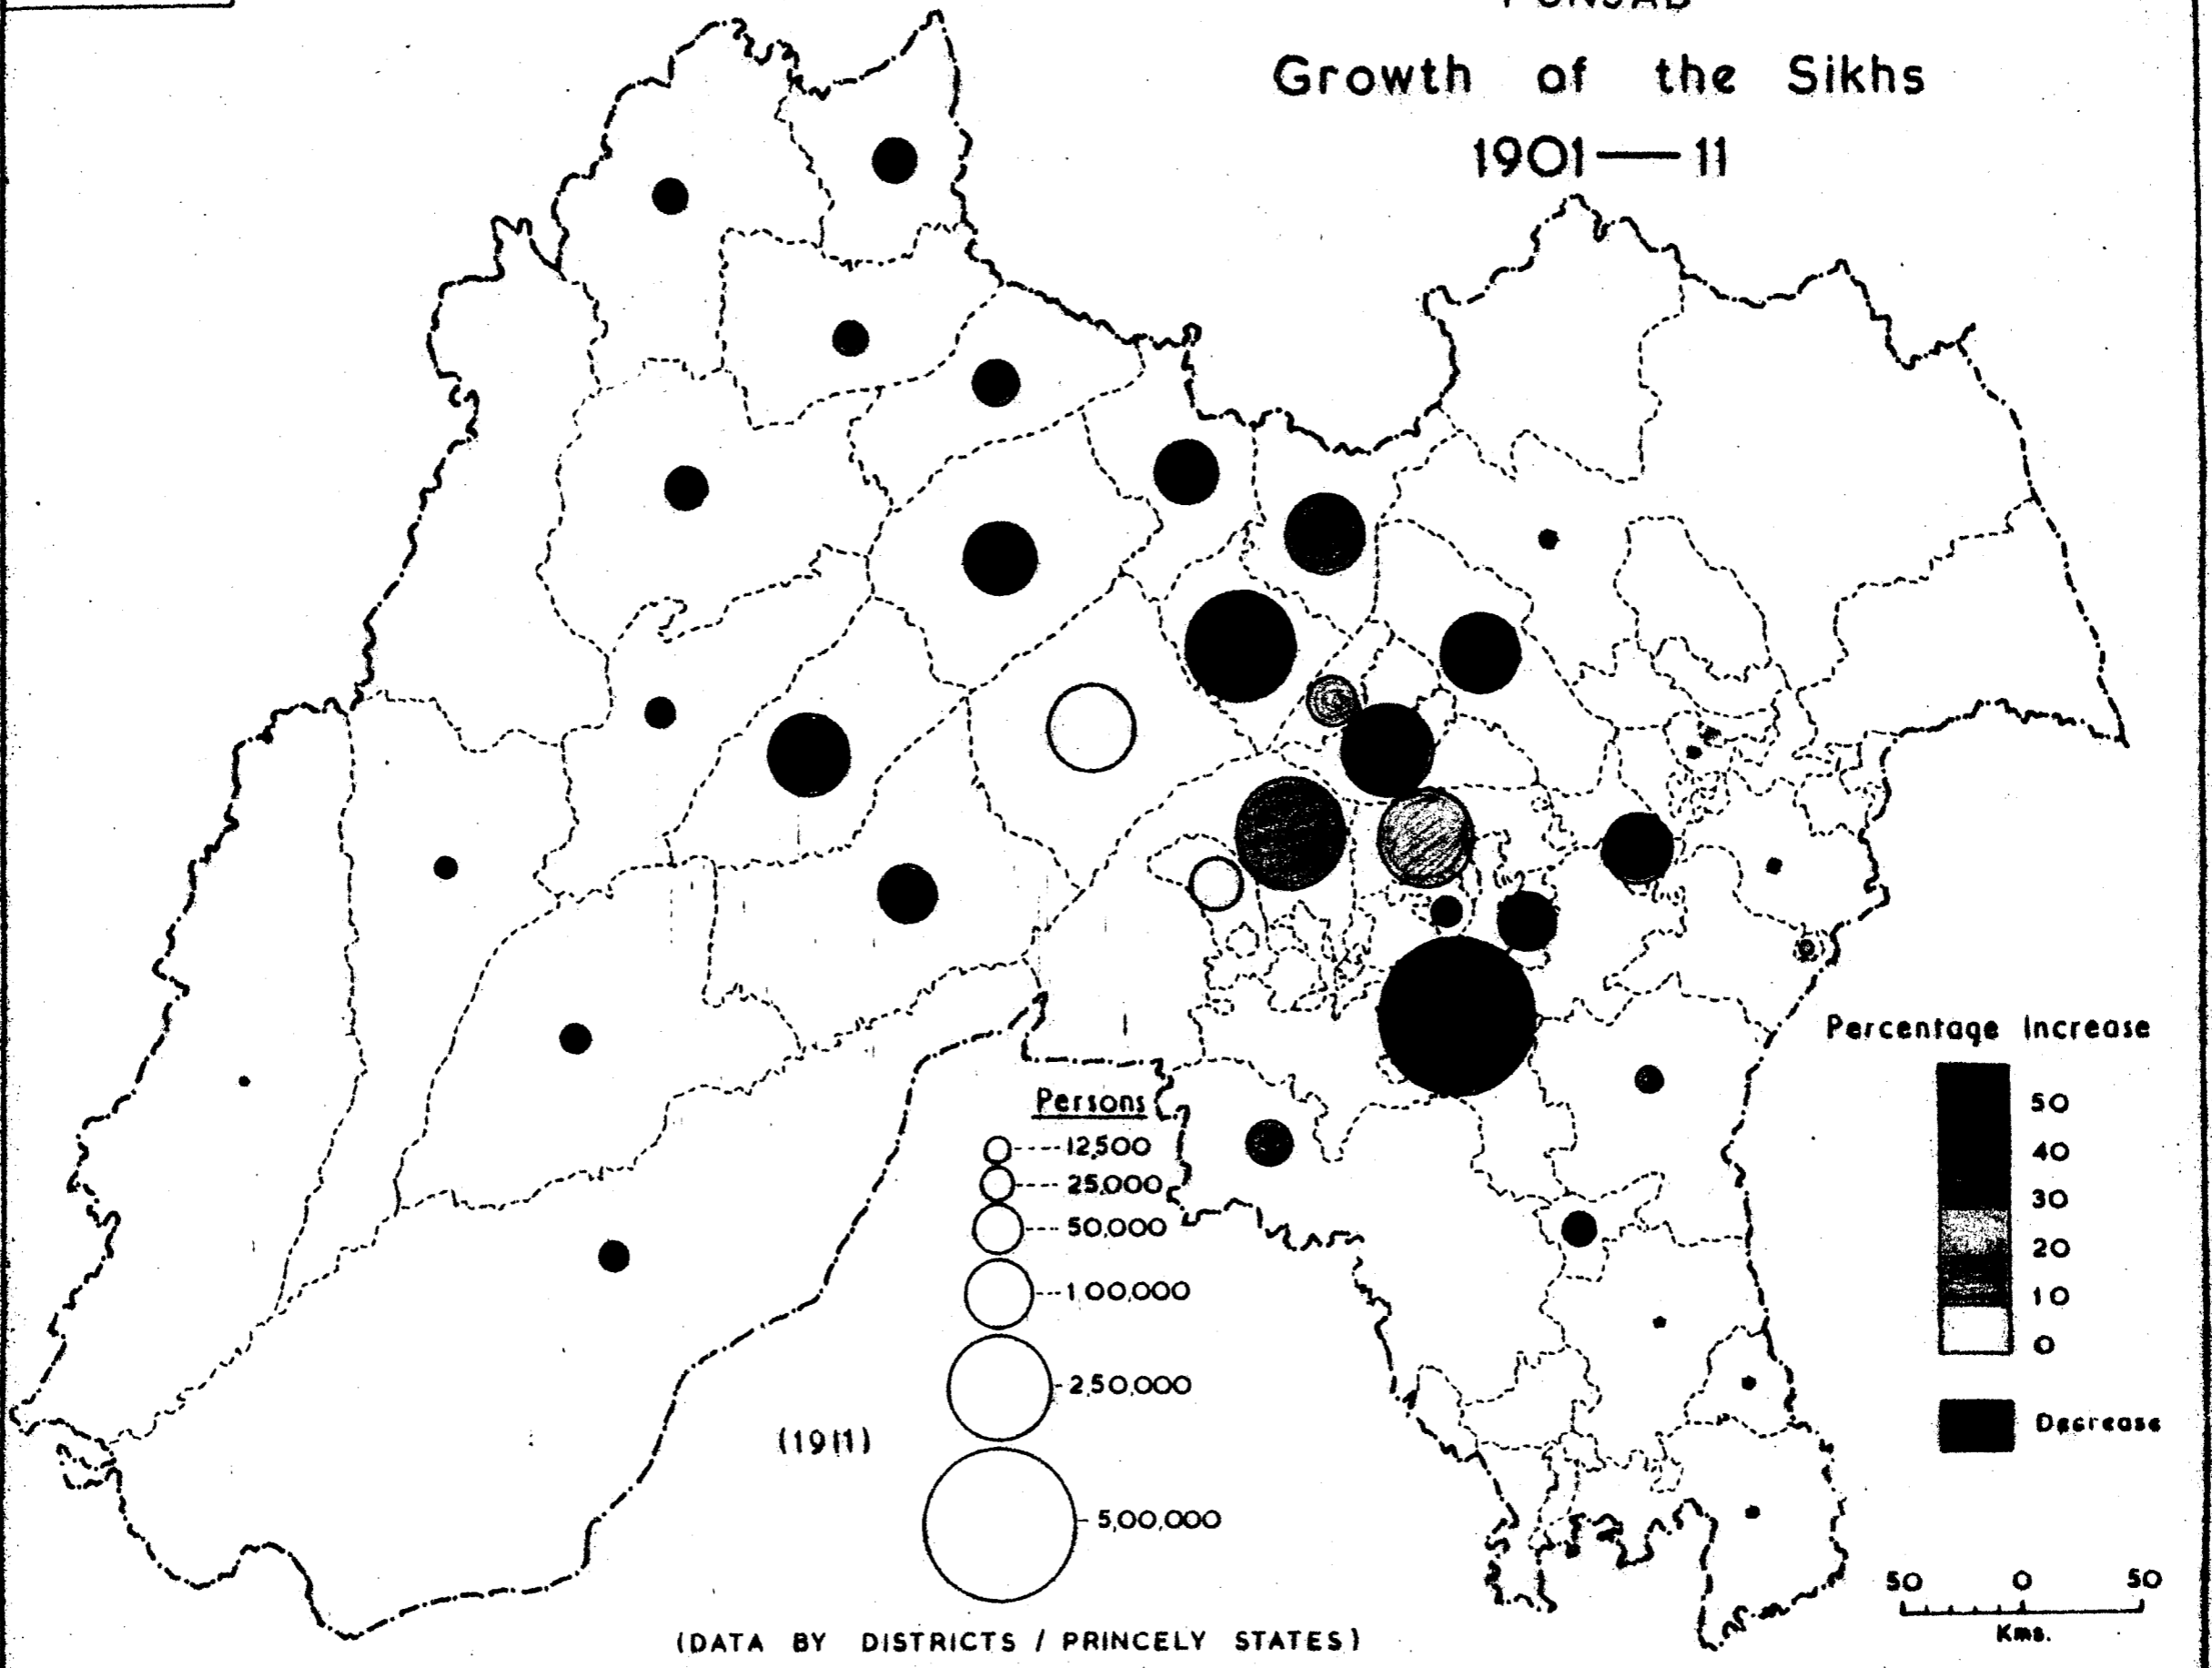 PUNJAB
Growth of the Sikhs
1901—11
Percentage Increase
50
40
30
20
10
0
Decrease
Persons
12,500
25,000
50,000
1,00,000
2,50,000
5,00,000
(1911)
50 0 50
Kms.
(DATA BY DISTRICTS / PRINCELY STATES)